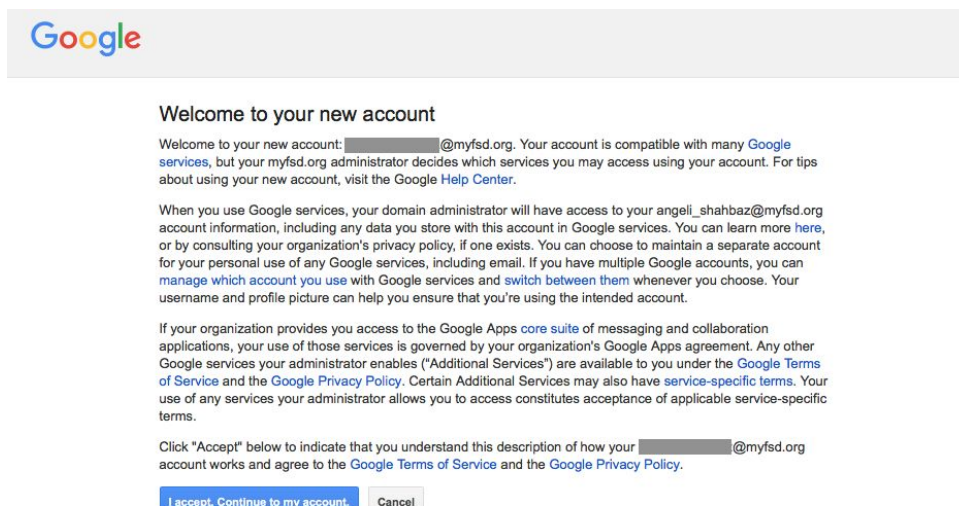 Google
Welcome to your new account
Welcome to your new account: @myfsd.org. Your account is compatible with many Google
services, but your myfsd.org administrator decides which services you may access using your account. For tips
about using your new account, visit the Google Help Center.
When you use Google services, your domain administrator will have access to your angeli_shahbaz@myfsd.org
account information, including any data you store with this account in Google services. You can learn more here,
or by consulting your organization's privacy policy, if one exists. You can choose to maintain a separate account
for your personal use of any Google services, including email. If you have multiple Google accounts, you can
manage which account you use with Google services and switch between them whenever you choose. Your
username and profile picture can help you ensure that you're using the intended account.
If your organization provides you access to the Google Apps core suite of messaging and collaboration
applications, your use of those services is governed by your organization's Google Apps agreement. Any other
Google services your administrator enables ("Additional Services") are available to you under the Google Terms
of Service and the Google Privacy Policy. Certain Additional Services may also have service-specific terms. Your
use of any services your administrator allows you to access constitutes acceptance of applicable service-specific
terms.
Click "Accept" below to indicate that you understand this description of how your @myfsd.org
account works and agree to the Google Terms of Service and the Google Privacy Policy.
I accept. Continue to my account.
Cancel